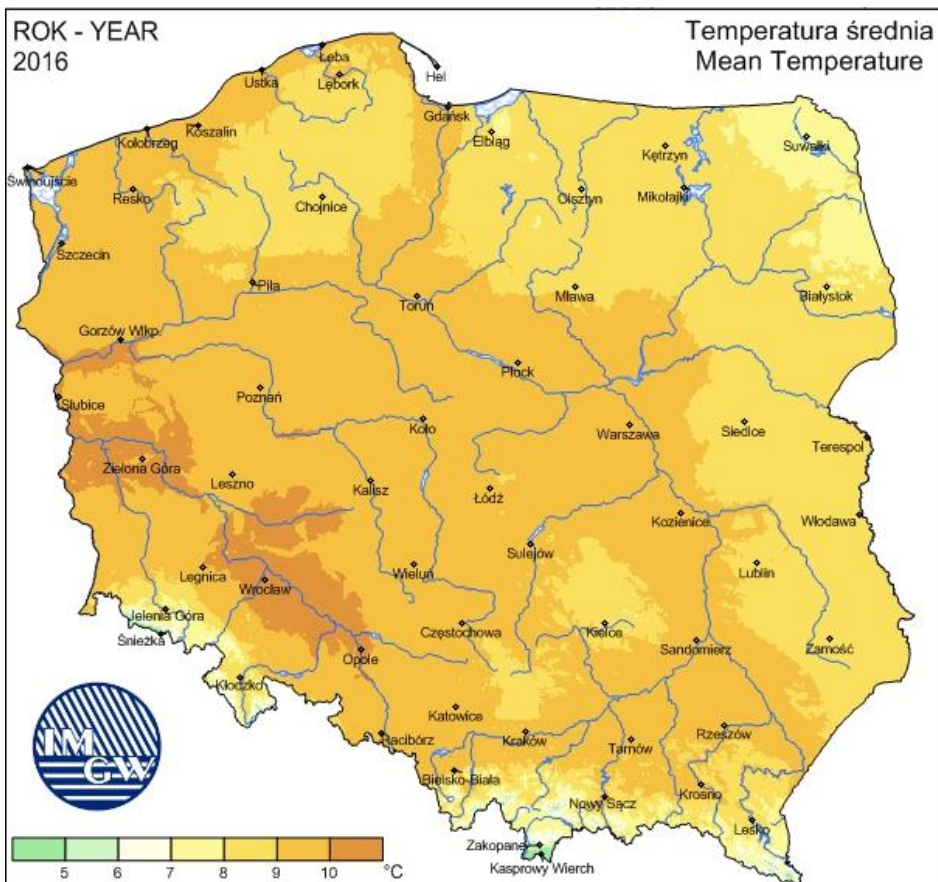 ROK - YEAR
2016
Temperatura średnia
Mean Temperature
Łeba
Hel
Ustka
Lębork
Gdańsk
Koszalin
Kołobrzeg
Elbląg
Suwałki
Kętrzyn
Świnoujście
Resko
Chojnice
Olsztyn
Mikołajki
Szczecin
Piła
Toruń
Mława
Białystok
Gorzów Wlkp.
Płock
Słubice
Poznań
Koło
Warszawa
Siedlce
Terespol
Zielona Góra
Leszno
Kalisz
Łódź
Kozienice
Włodawa
Sulejów
Legnica
Wrocław
Wieluń
Lublin
Jelenia Góra
Śnieżka
Częstochowa
Kielce
Sandomierz
Zamość
Opole
Kłodzko
Katowice
Racibórz
Kraków
Tarnów
Rzeszów
Bielsko-Biała
Nowy Sącz
Krosno
Lesko
Zakopane
Kasprowy Wierch
IM
GW
5 6 7 8 9 10 °C